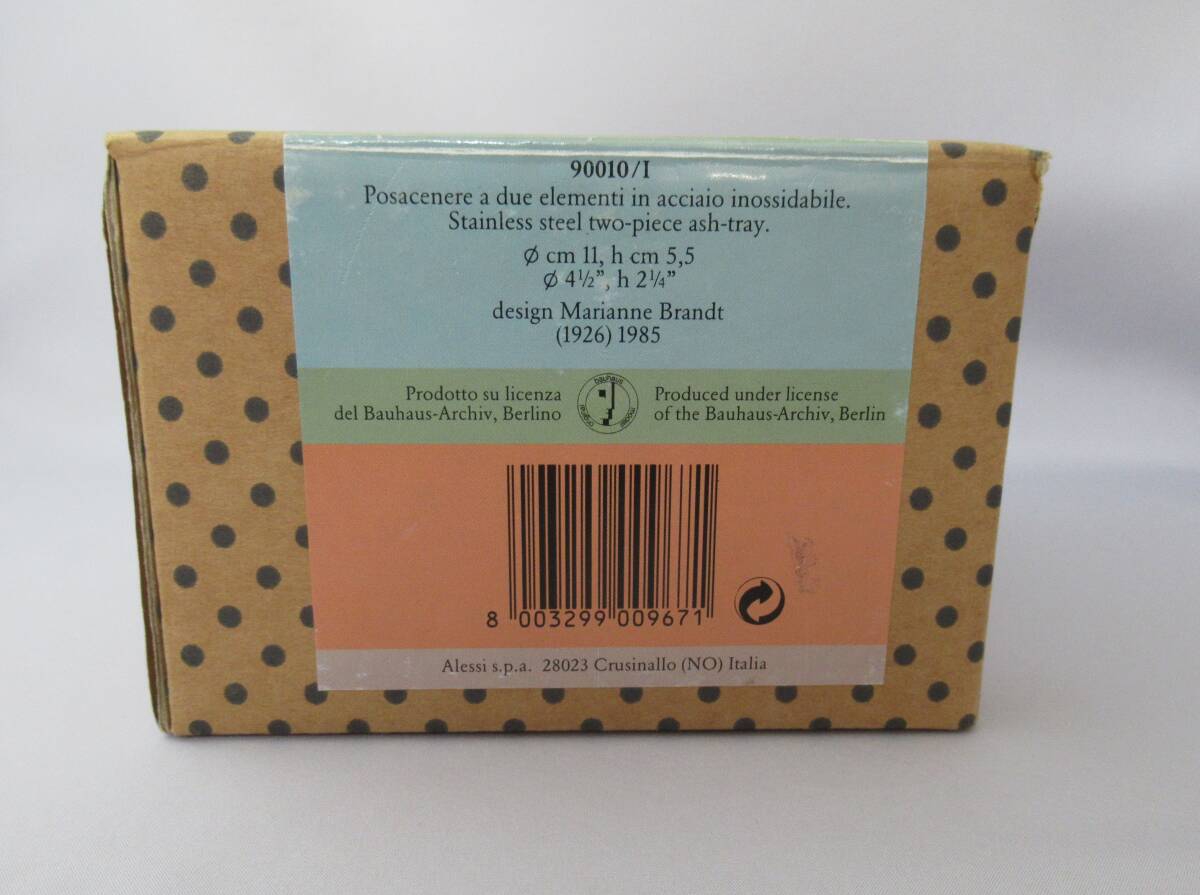 90010/I
Posacenere a due elementi in acciaio inossidabile.
Stainless steel two-piece ash-tray.
Ø cm 11, h cm 5,5
Ø 4½”, h 2¼”
design Marianne Brandt
(1926) 1985
Prodotto su licenza
del Bauhaus-Archiv, Berlino
bauhaus
Produced under license
of the Bauhaus-Archiv, Berlin
8 003299 009671
Alessi s.p.a. 28023 Crusinallo (NO) Italia